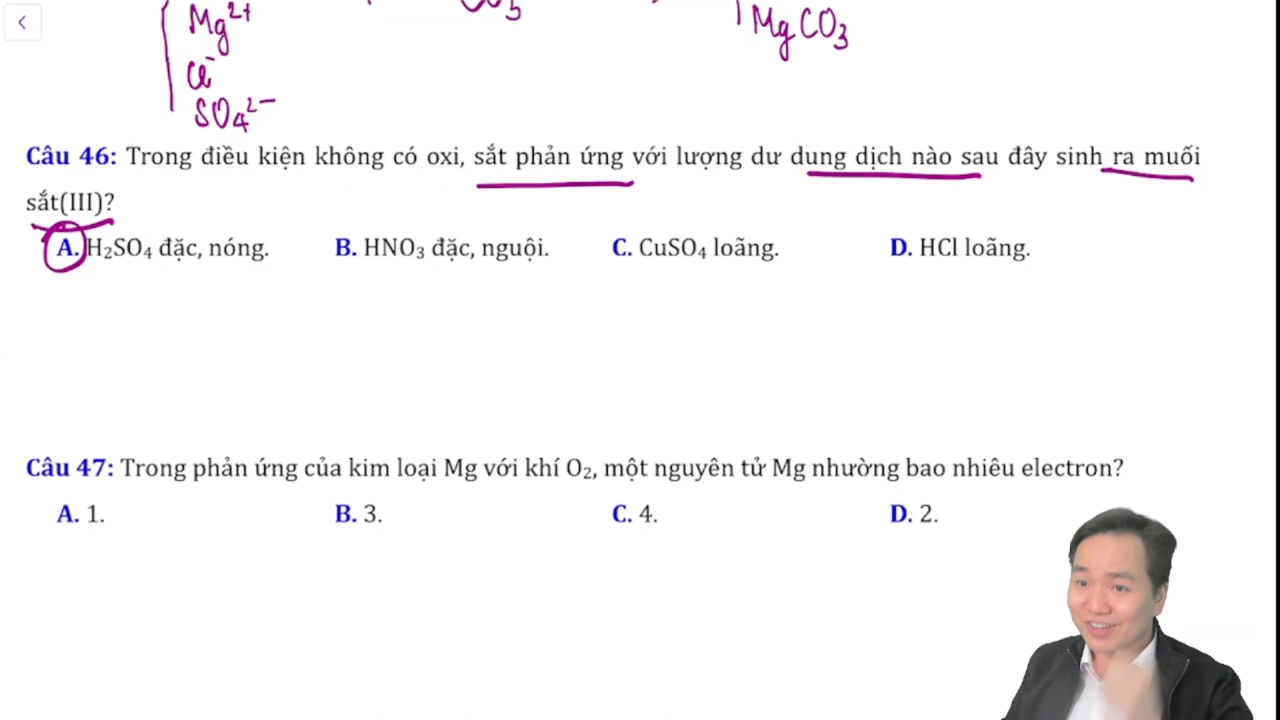 Mg²⁺
CO₃
MgCO₃
Cl⁻
SO₄²⁻
Câu 46: Trong điều kiện không có oxi, sắt phản ứng với lượng dư dung dịch nào sau đây sinh ra muối
sắt(III)?
A. H₂SO₄ đặc, nóng. B. HNO₃ đặc, nguội. C. CuSO₄ loãng. D. HCl loãng.
Câu 47: Trong phản ứng của kim loại Mg với khí O₂, một nguyên tử Mg nhường bao nhiêu electron?
A. 1. B. 3. C. 4. D. 2.